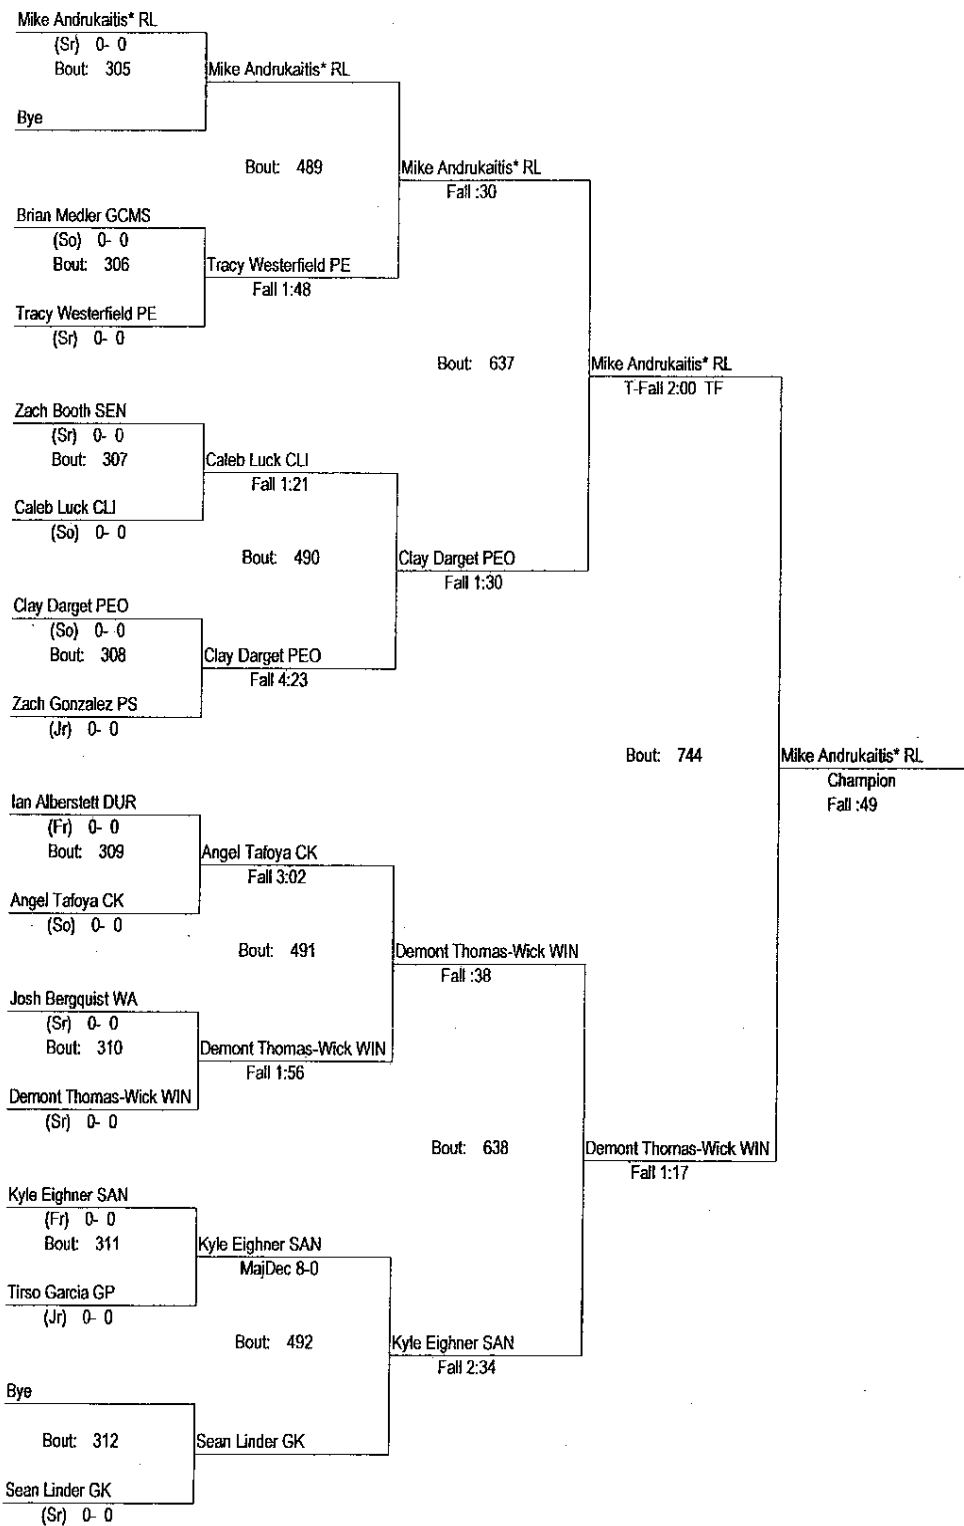 Mike Andrukaitis* RL
(Sr) 0- 0
Bout: 305
Mike Andrukaitis* RL
Bye
Bout: 489
Mike Andrukaitis* RL
Fall :30
Brian Medler GCMS
(So) 0- 0
Bout: 306
Tracy Westerfield PE
Fall 1:48
Tracy Westerfield PE
(Sr) 0- 0
Bout: 637
Mike Andrukaitis* RL
T-Fall 2:00 TF
Zach Booth SEN
(Sr) 0- 0
Bout: 307
Caleb Luck CLI
Fall 1:21
Caleb Luck CLI
(So) 0- 0
Bout: 490
Clay Darget PEO
Fall 1:30
Clay Darget PEO
(So) 0- 0
Bout: 308
Clay Darget PEO
Fall 4:23
Zach Gonzalez PS
(Jr) 0- 0
Bout: 744
Mike Andrukaitis* RL
Champion
Fall :49
Ian Alberstett DUR
(Fr) 0- 0
Bout: 309
Angel Tafoya CK
Fall 3:02
Angel Tafoya CK
(So) 0- 0
Bout: 491
Demont Thomas-Wick WIN
Fall :38
Josh Bergquist WA
(Sr) 0- 0
Bout: 310
Demont Thomas-Wick WIN
Fall 1:56
Demont Thomas-Wick WIN
(Sr) 0- 0
Bout: 638
Demont Thomas-Wick WIN
Fall 1:17
Kyle Eighner SAN
(Fr) 0- 0
Bout: 311
Kyle Eighner SAN
MajDec 8-0
Tirso Garcia GP
(Jr) 0- 0
Bout: 492
Kyle Eighner SAN
Fall 2:34
Bye
Bout: 312
Sean Linder GK
Sean Linder GK
(Sr) 0- 0